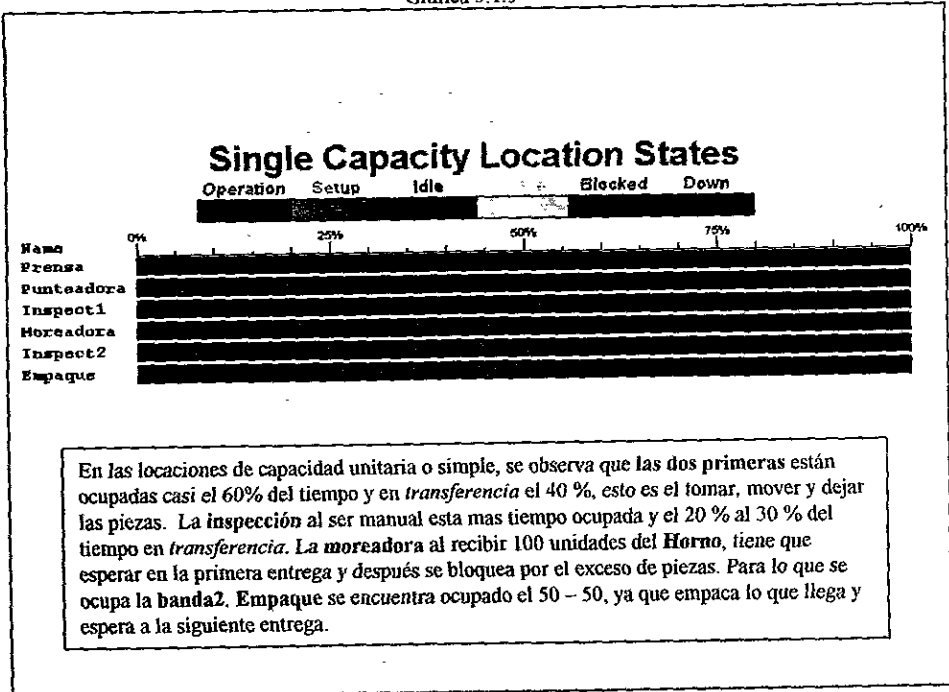 Single Capacity Location States
Operation Setup Idle Blocked Down
0% 25% 50% 75% 100%
Name
Prensa
Punteadora
Inspect1
Moreadora
Inspect2
Empaque
En las locaciones de capacidad unitaria o simple, se observa que las dos primeras están
ocupadas casi el 60% del tiempo y en transferencia el 40 %, esto es el tomar, mover y dejar
las piezas. La inspección al ser manual esta mas tiempo ocupada y el 20 % al 30 % del
tiempo en transferencia. La moreadora al recibir 100 unidades del Horno, tiene que
esperar en la primera entrega y después se bloquea por el exceso de piezas. Para lo que se
ocupa la banda2. Empaque se encuentra ocupado el 50 – 50, ya que empaca lo que llega y
espera a la siguiente entrega.